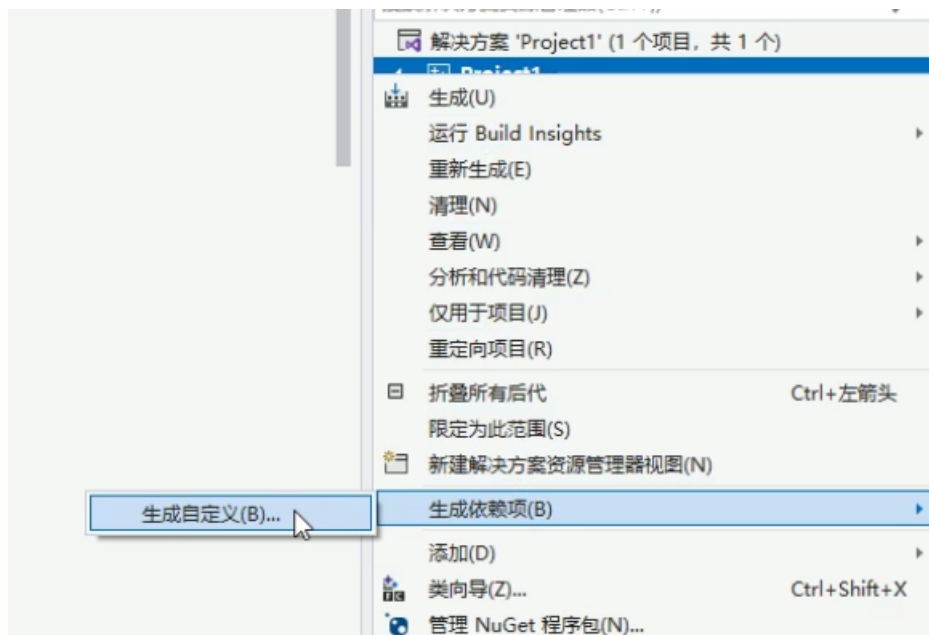 解决方案 'Project1' (1 个项目，共 1 个)
Project1
生成(U)
运行 Build Insights
重新生成(E)
清理(N)
查看(W)
分析和代码清理(Z)
仅用于项目(J)
重定向项目(R)
折叠所有后代 Ctrl+左箭头
限定为此范围(S)
新建解决方案资源管理器视图(N)
生成依赖项(B)
生成自定义(B)...
添加(D)
类向导(Z)... Ctrl+Shift+X
管理 NuGet 程序包(N)...